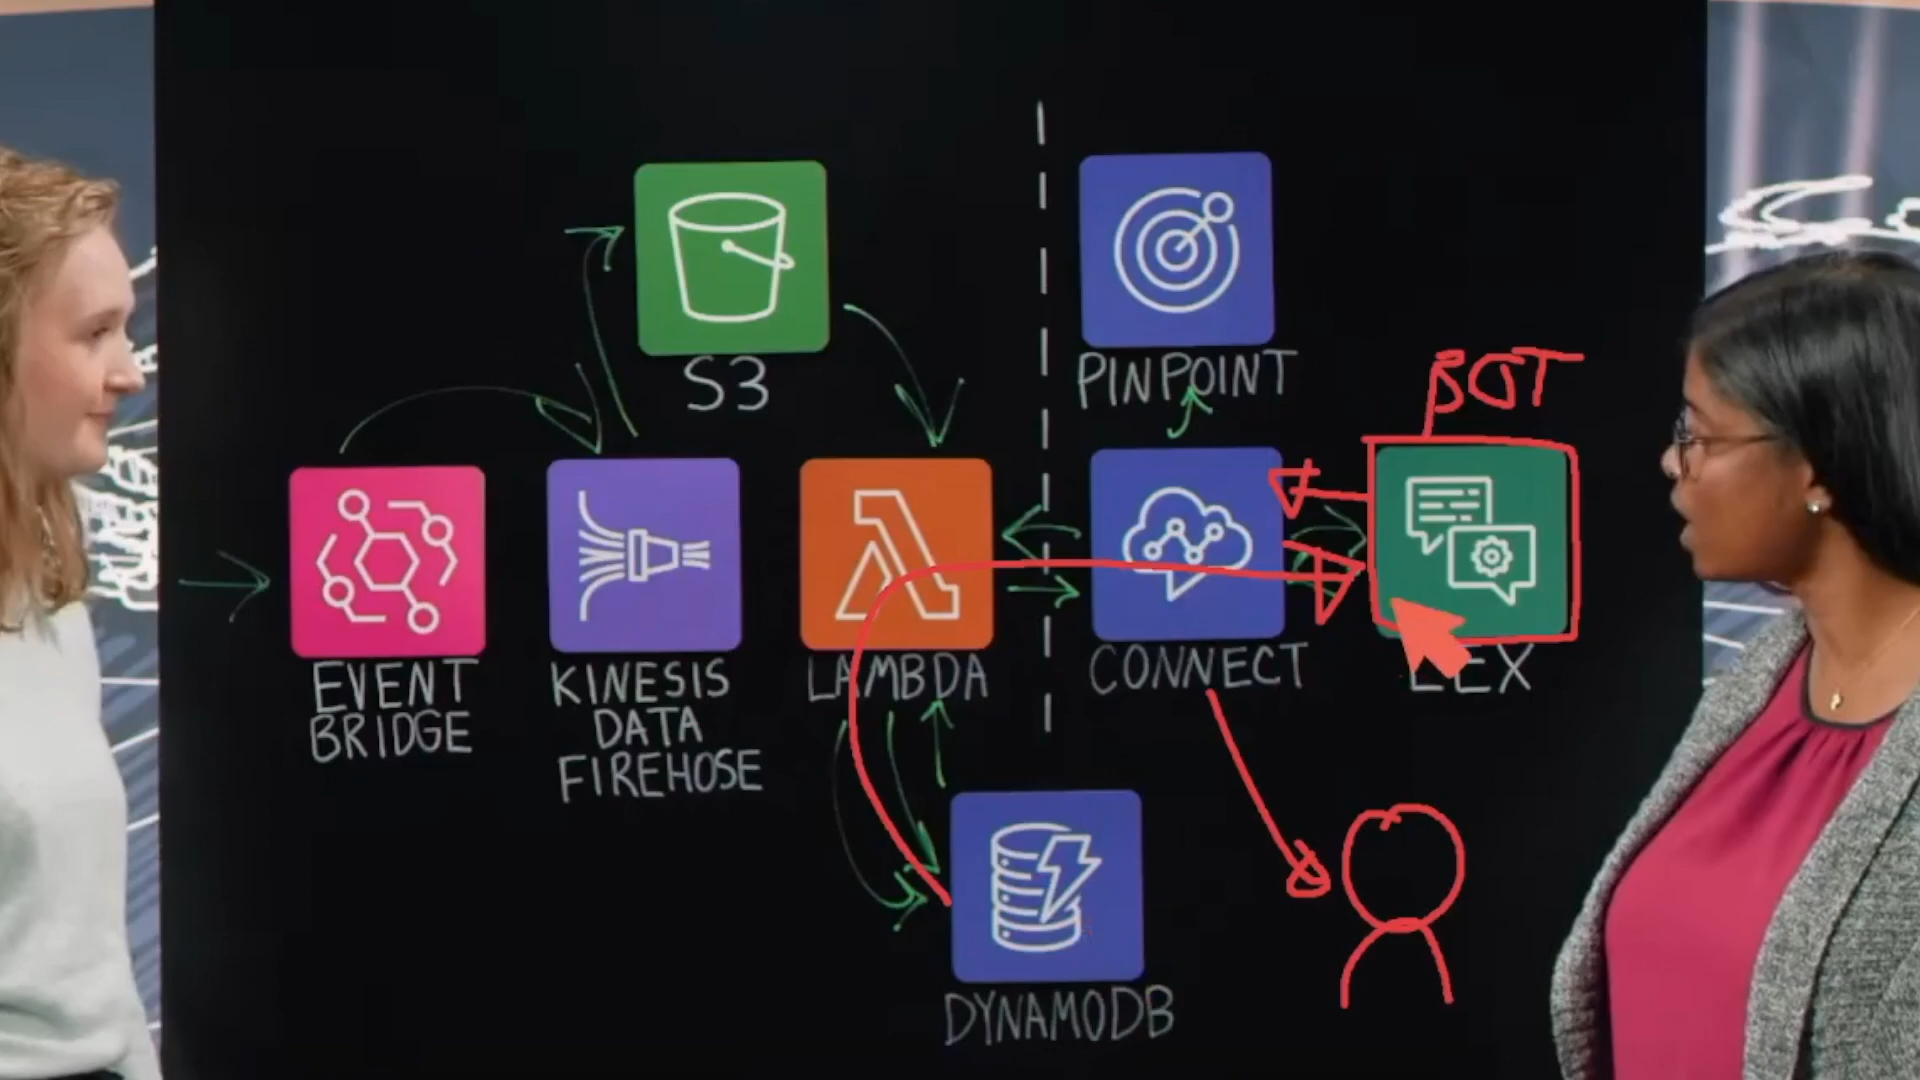 S3
PINPOINT
BOT
EVENT
BRIDGE
KINESIS
DATA
FIREHOSE
LAMBDA
CONNECT
LEX
DYNAMODB